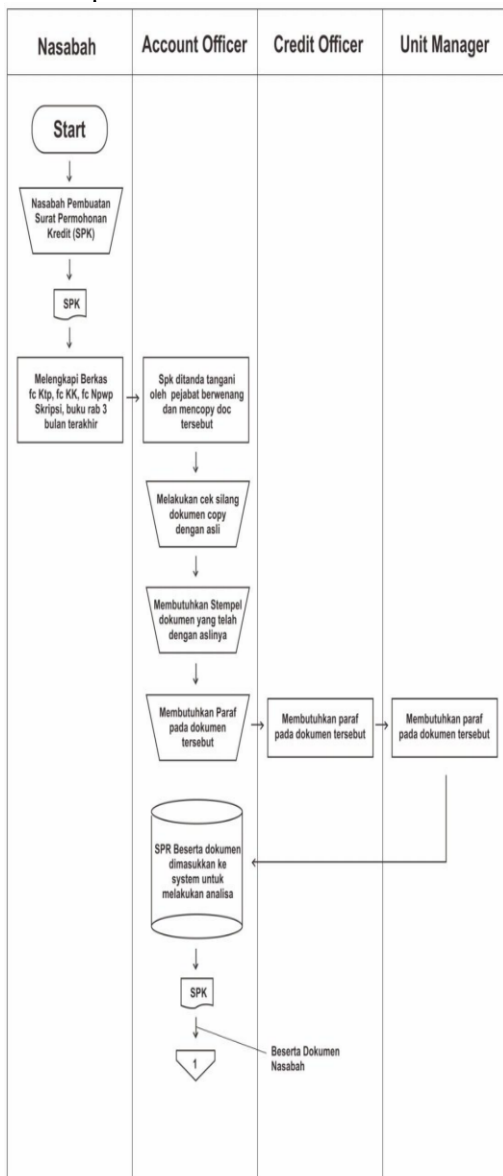 Nasabah
Account Officer
Credit Officer
Unit Manager
Start
Nasabah Pembuatan
Surat Permohonan
Kredit (SPK)
SPK
Melengkapi Berkas
fc Ktp, fc KK, fc Npwp
Skripsi, buku rab 3
bulan terakhir
Spk ditanda tangani
oleh pejabat berwenang
dan mencopy doc
tersebut
Melakukan cek silang
dokumen copy
dengan asli
Membutuhkan Stempel
dokumen yang telah
dengan aslinya
Membutuhkan Paraf
pada dokumen
tersebut
Membutuhkan paraf
pada dokumen tersebut
Membutuhkan paraf
pada dokumen tersebut
SPR Beserta dokumen
dimasukkan ke
system untuk
melakukan analisa
SPK
Beserta Dokumen
Nasabah
1